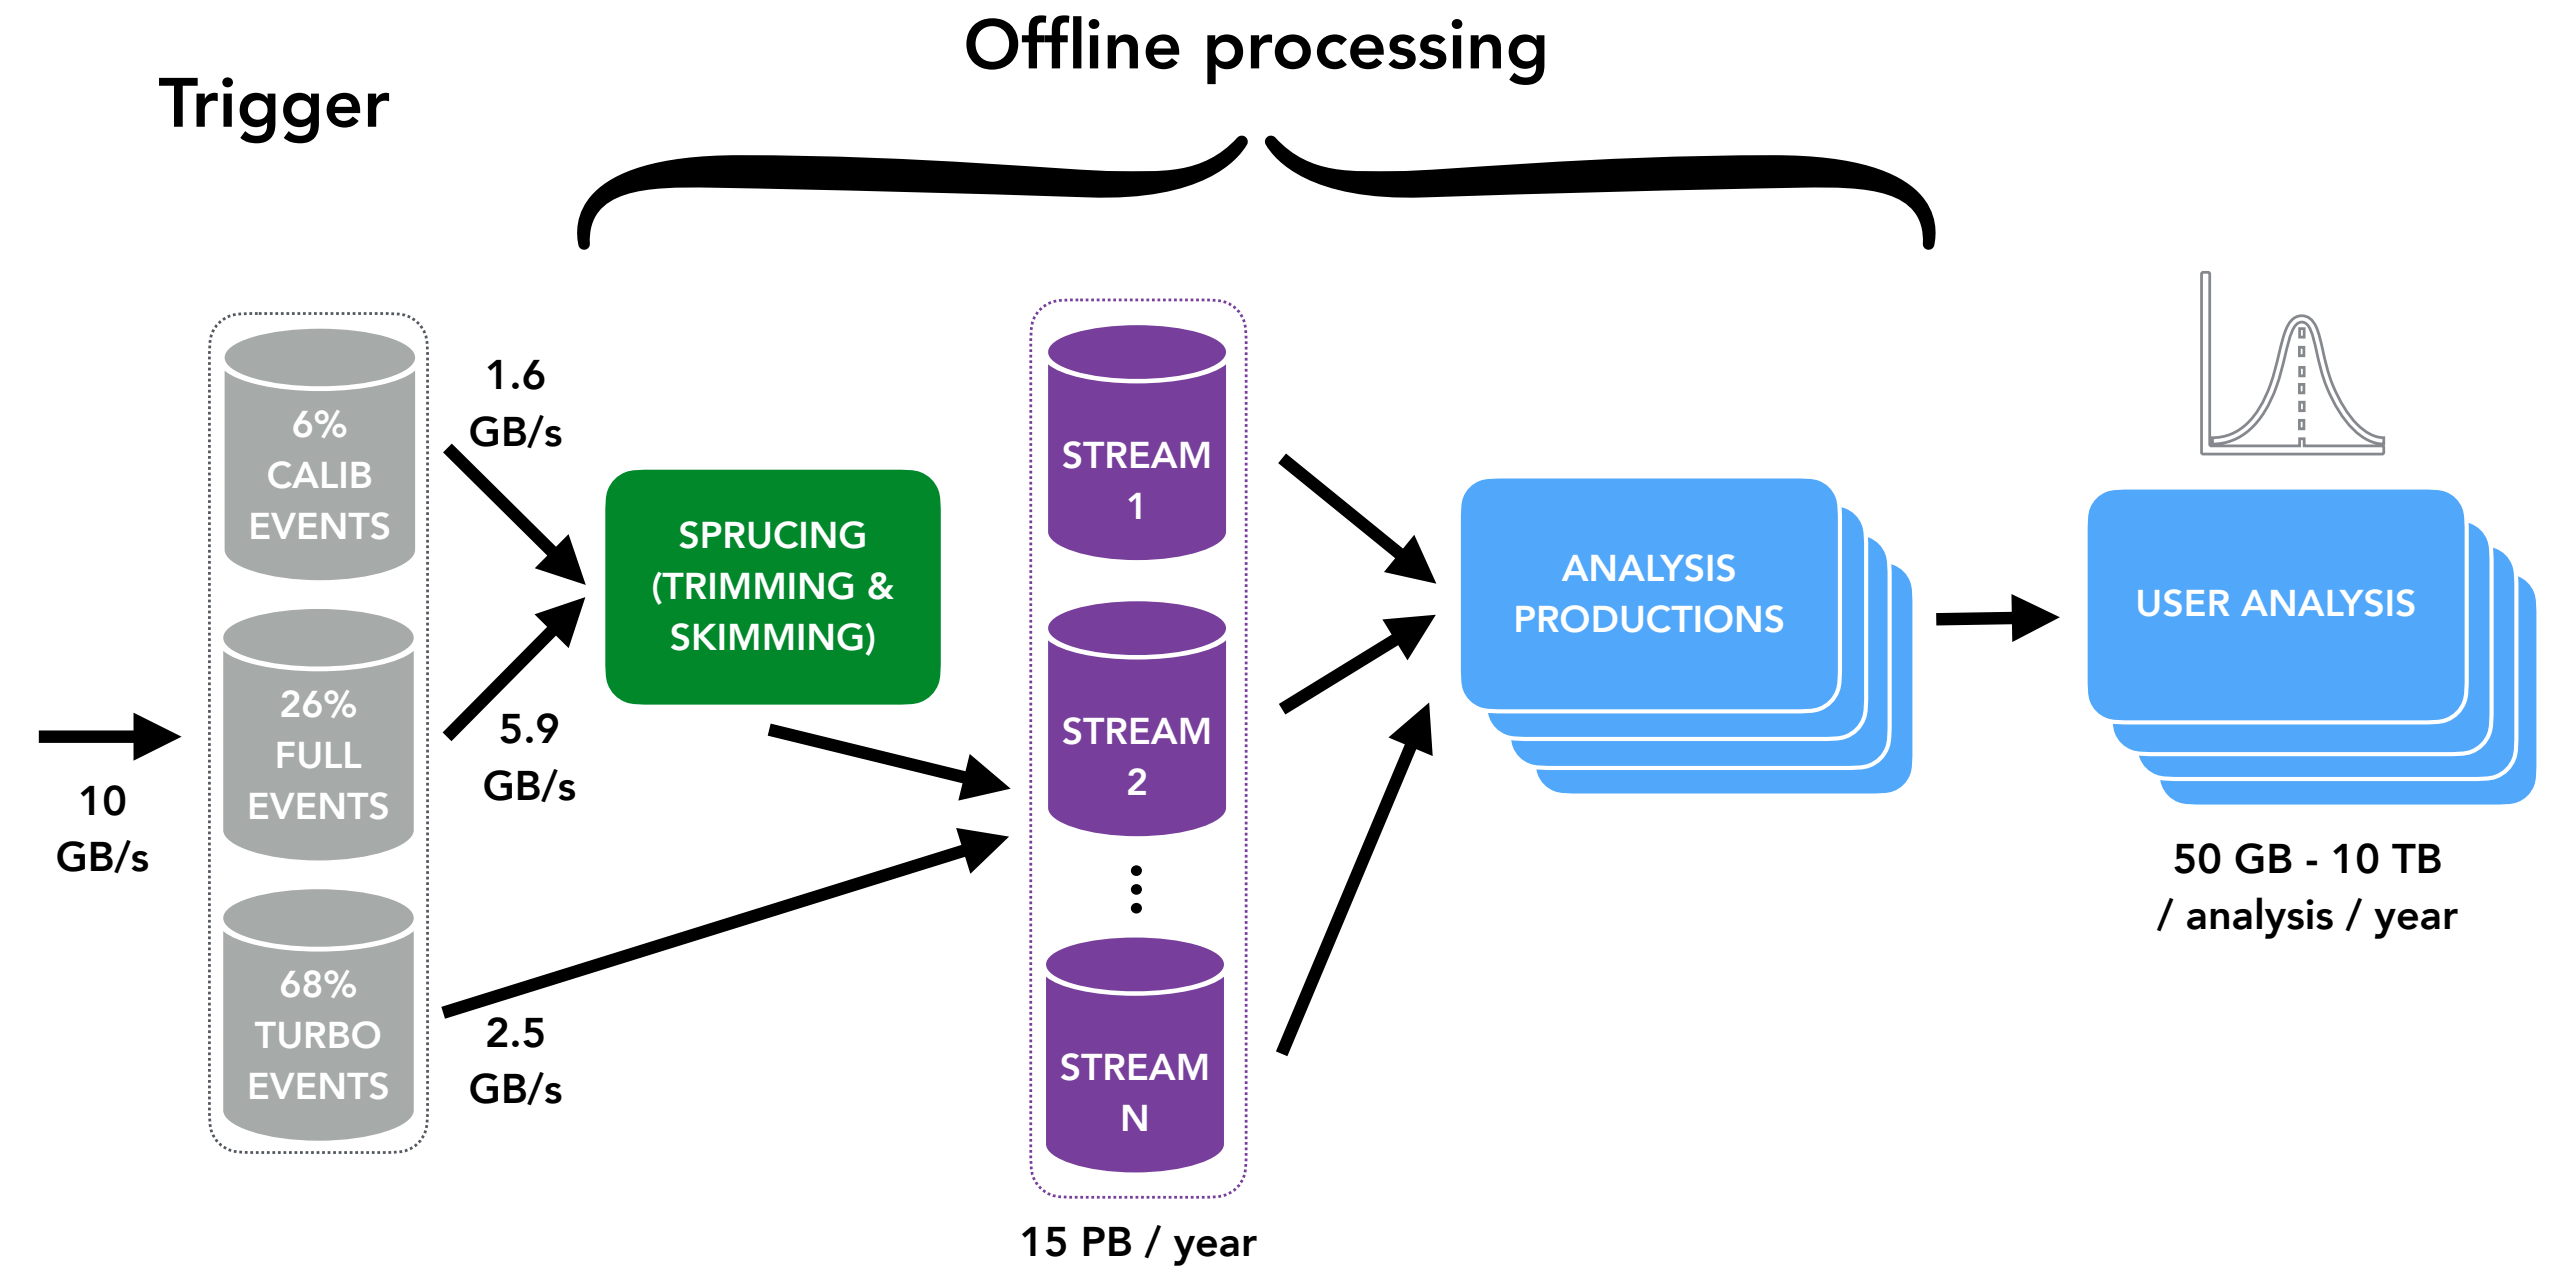 Offline processing
Trigger
6%
CALIB
EVENTS
26%
FULL
EVENTS
68%
TURBO
EVENTS
10
GB/s
1.6
GB/s
5.9
GB/s
2.5
GB/s
SPRUCING
(TRIMMING &
SKIMMING)
STREAM
1
STREAM
2
STREAM
N
15 PB / year
ANALYSIS
PRODUCTIONS
USER ANALYSIS
50 GB - 10 TB
/ analysis / year